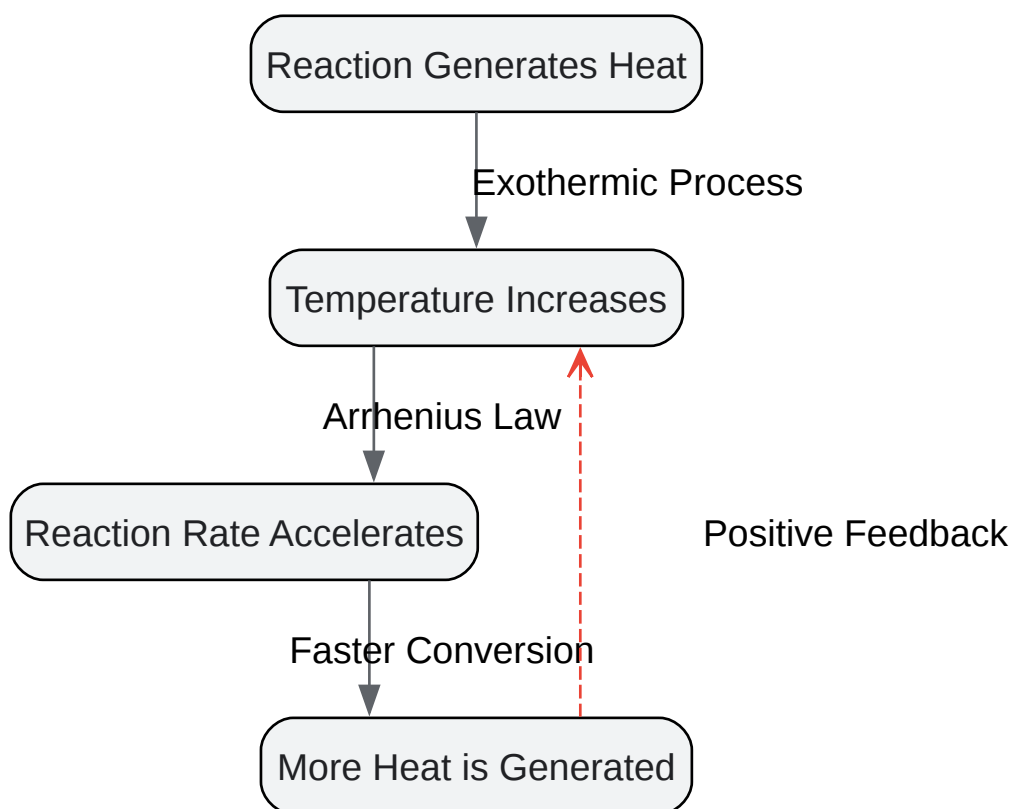 Reaction Generates Heat
Exothermic Process
Temperature Increases
Arrhenius Law
Reaction Rate Accelerates
Positive Feedback
Faster Conversion
More Heat is Generated